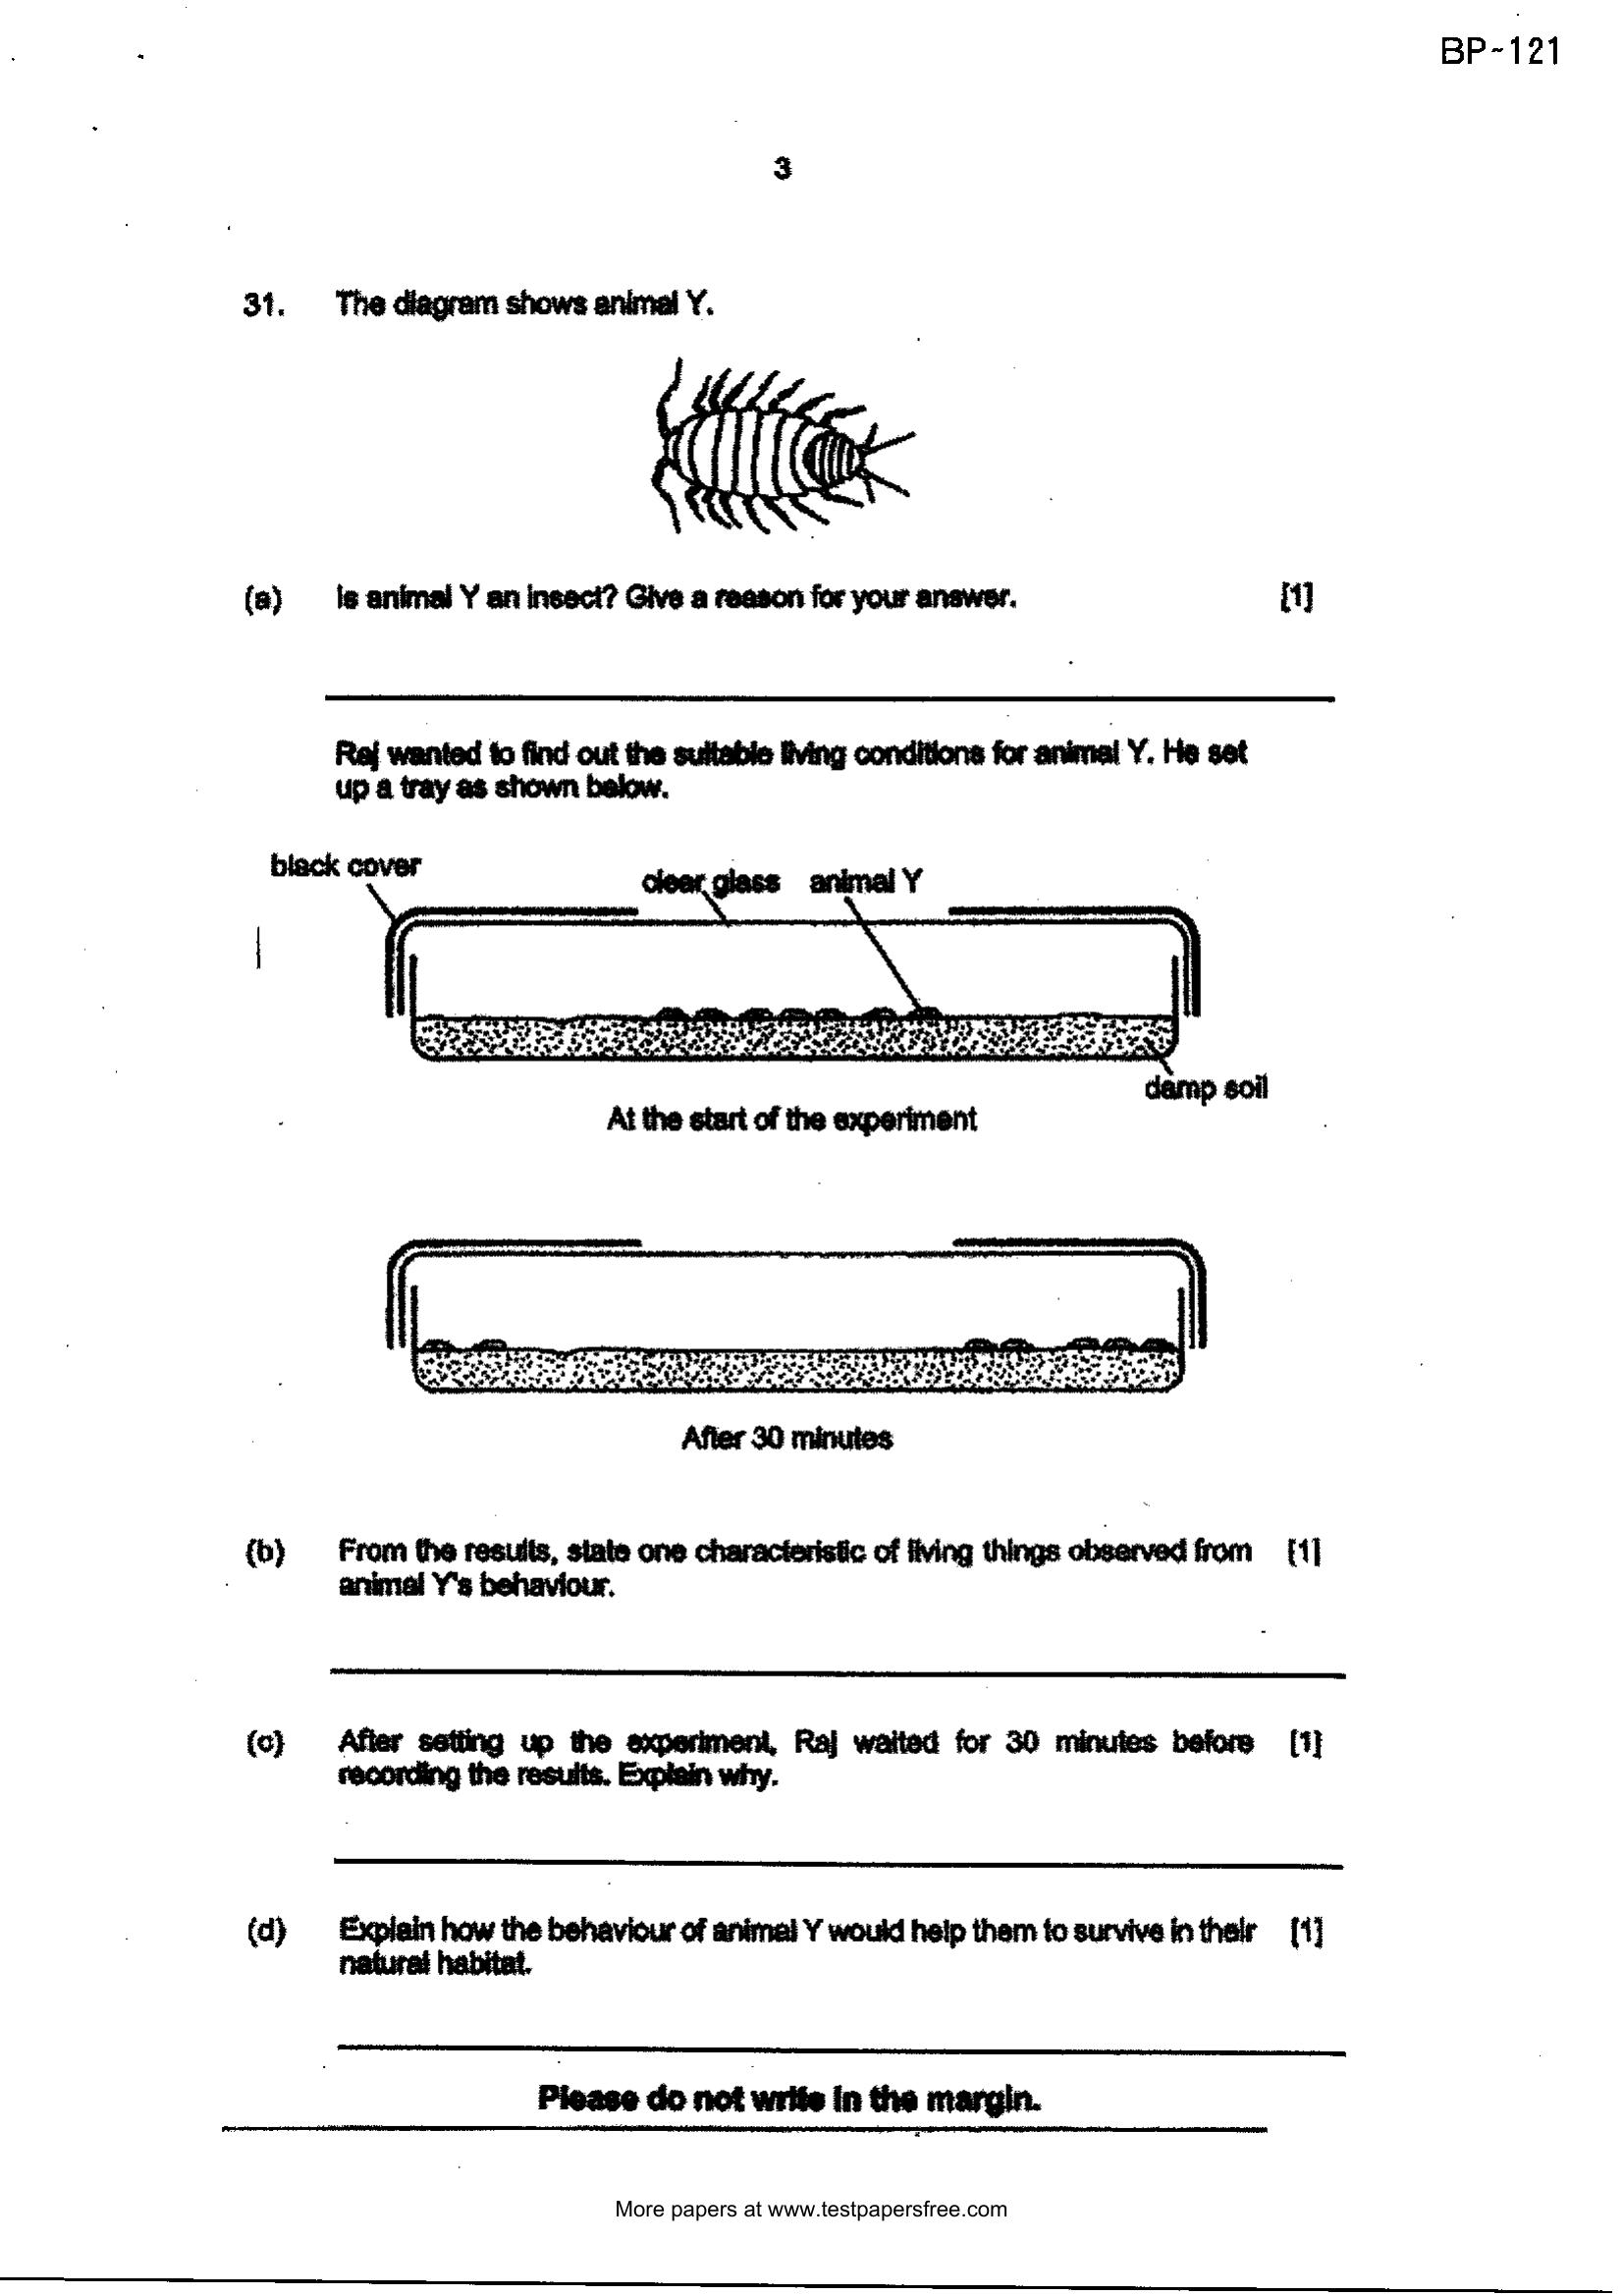 BP-121
3
31. The diagram shows animal Y.
(a) Is animal Y an insect? Give a reason for your answer. [1]
Raj wanted to find out the suitable living conditions for animal Y. He set
up a tray as shown below.
black cover
clear glass animal Y
damp soil
At the start of the experiment
After 30 minutes
(b) From the results, state one characteristic of living things observed from [1]
animal Y's behaviour.
(c) After setting up the experiment, Raj waited for 30 minutes before [1]
recording the results. Explain why.
(d) Explain how the behaviour of animal Y would help them to survive in their [1]
natural habitat.
Please do not write in the margin.
More papers at www.testpapersfree.com